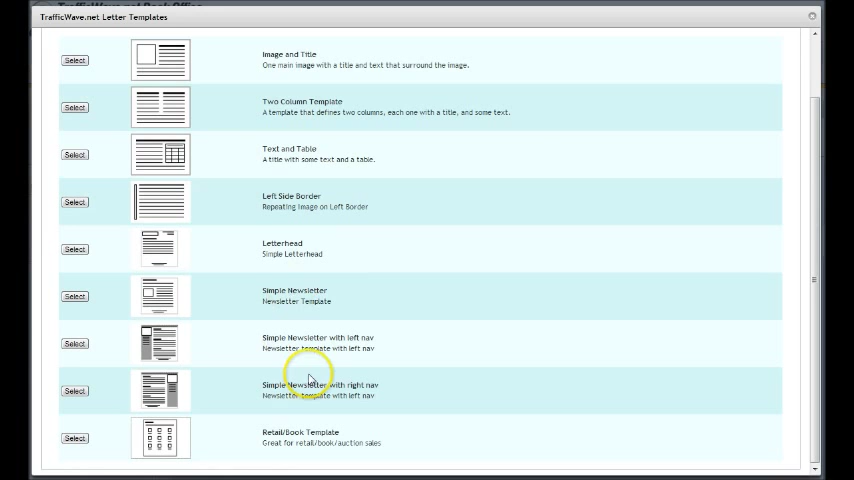 TrafficWave.net Back Office
TrafficWave.net Letter Templates
Select
Image and Title
One main image with a title and text that surround the image.
Select
Two Column Template
A template that defines two columns, each one with a title, and some text.
Select
Text and Table
A title with some text and a table.
Select
Left Side Border
Repeating Image on Left Border
Select
Letterhead
Simple Letterhead
Select
Simple Newsletter
Newsletter Template
Select
Simple Newsletter with left nav
Newsletter template with left nav
Select
Simple Newsletter with right nav
Newsletter template with left nav
Select
Retail/Book Template
Great for retail/book/auction sales